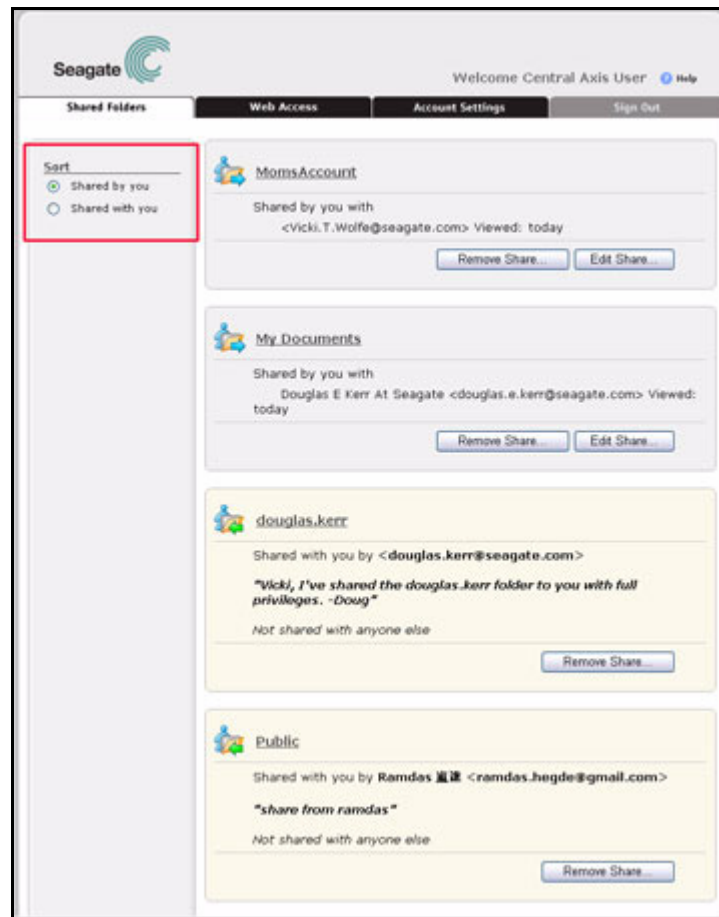 Seagate
Welcome Central Axis User Help
Shared Folders Web Access Account Settings Sign Out
Sort
Shared by you
Shared with you
MomsAccount
Shared by you with
<Vicki.T.Wolfe@seagate.com> Viewed: today
Remove Share... Edit Share...
My Documents
Shared by you with
Douglas E Kerr At Seagate <douglas.e.kerr@seagate.com> Viewed:
today
Remove Share... Edit Share...
douglas.kerr
Shared with you by <douglas.kerr@seagate.com>
"Vicki, I've shared the douglas.kerr folder to you with full
privileges. -Doug"
Not shared with anyone else
Remove Share...
Public
Shared with you by Ramdas <ramdas.hegde@gmail.com>
"share from ramdas"
Not shared with anyone else
Remove Share...